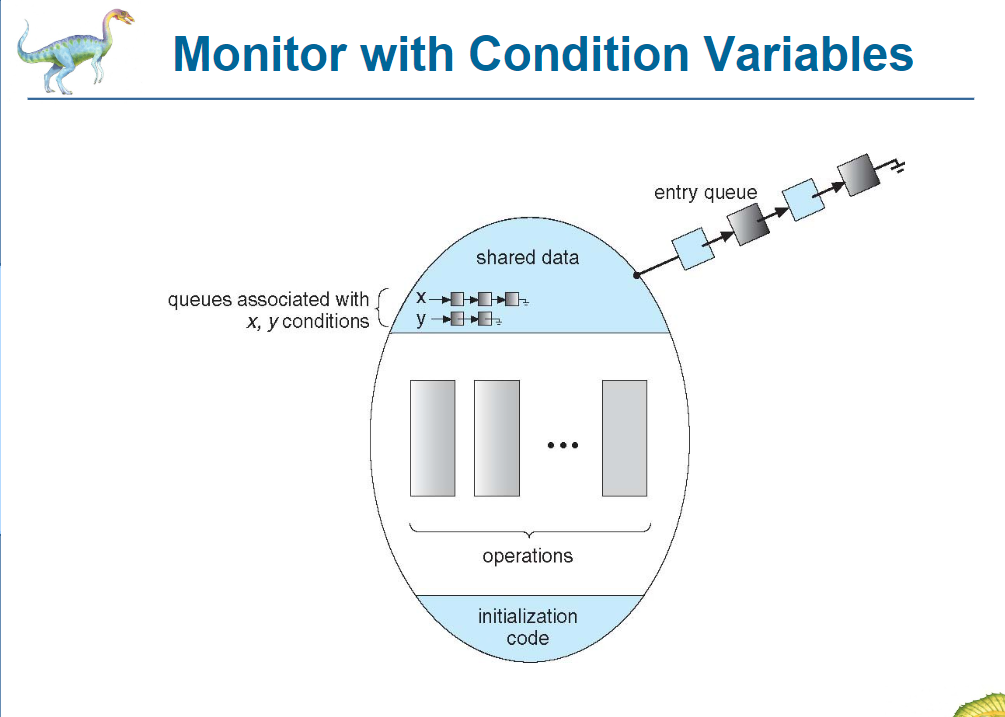 Monitor with Condition Variables
entry queue
shared data
queues associated with
x, y conditions
x
y
•••
operations
initialization
code